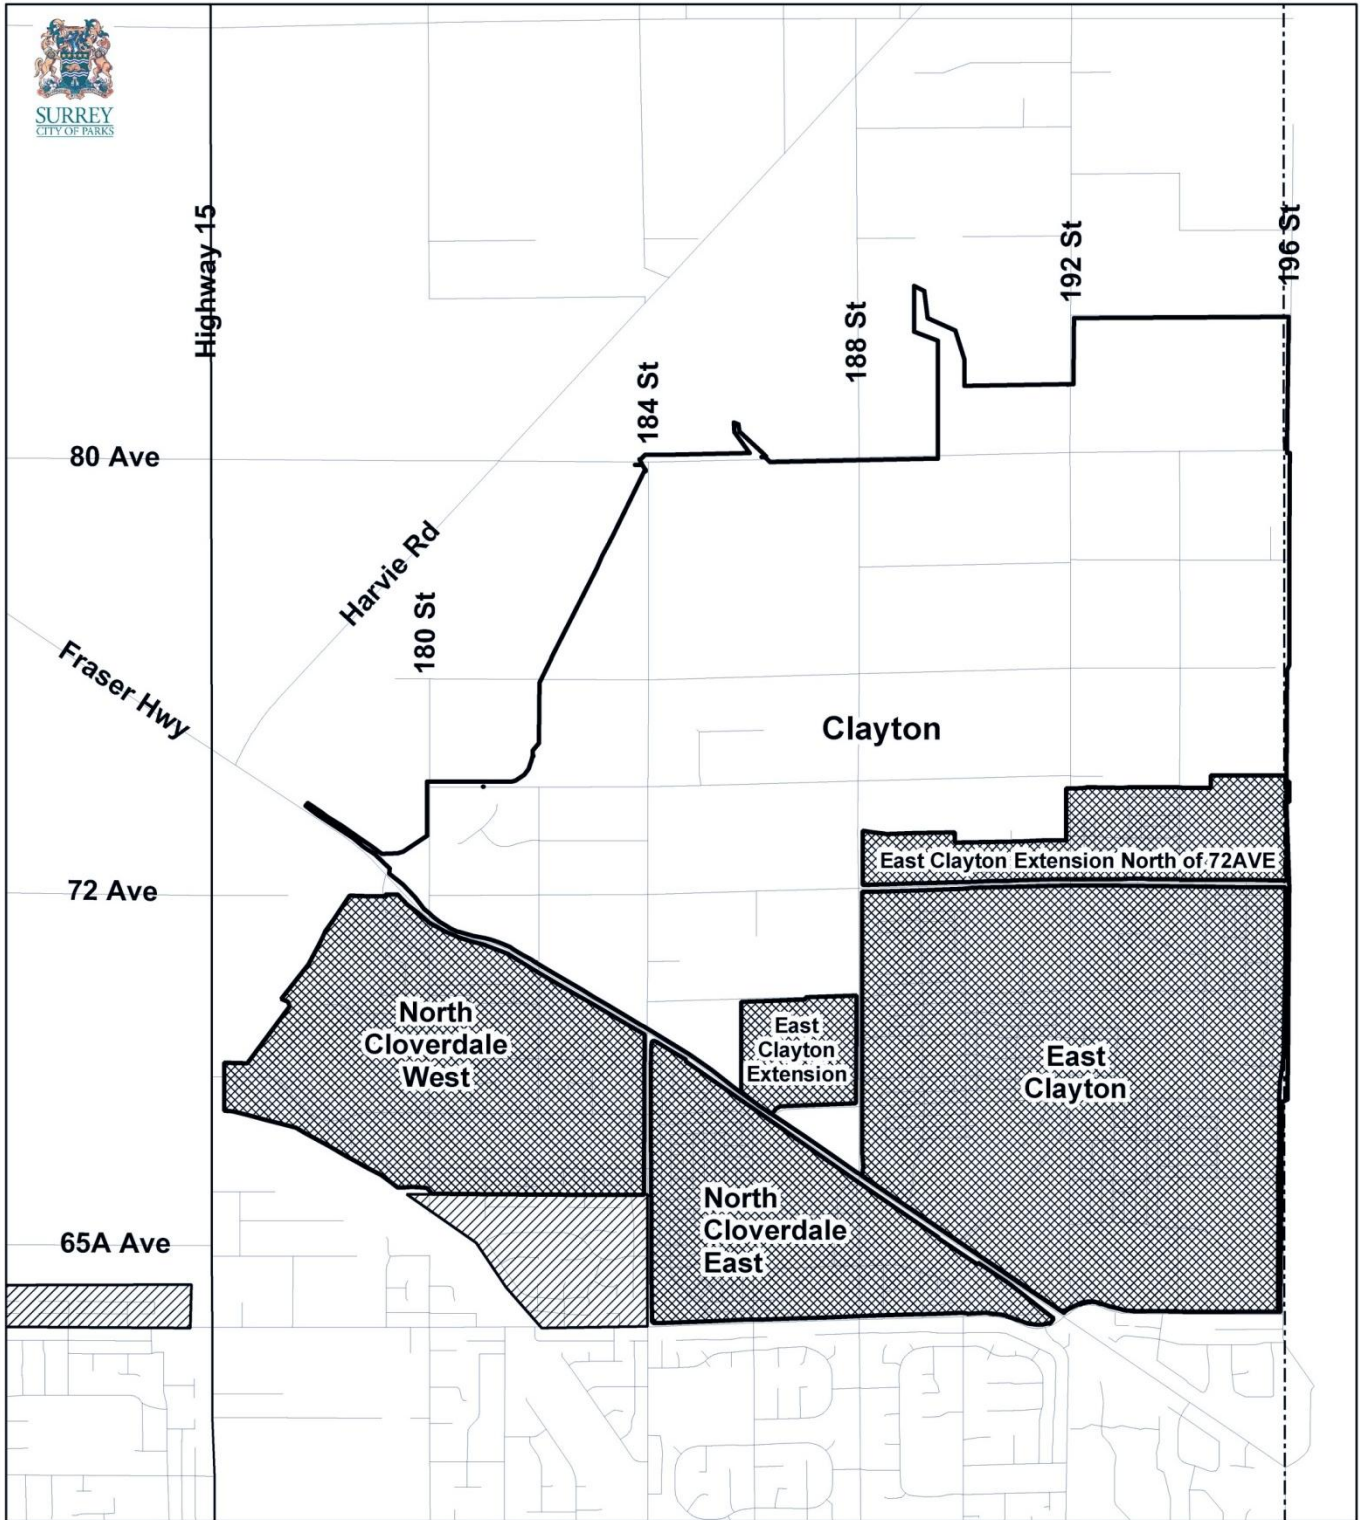 SURREY
CITY OF PARKS
Highway 15
196 St
192 St
188 St
184 St
80 Ave
Harvie Rd
180 St
Fraser Hwy
Clayton
East Clayton Extension North of 72AVE
72 Ave
North
Cloverdale
West
East
Clayton
Extension
East
Clayton
North
Cloverdale
East
65A Ave